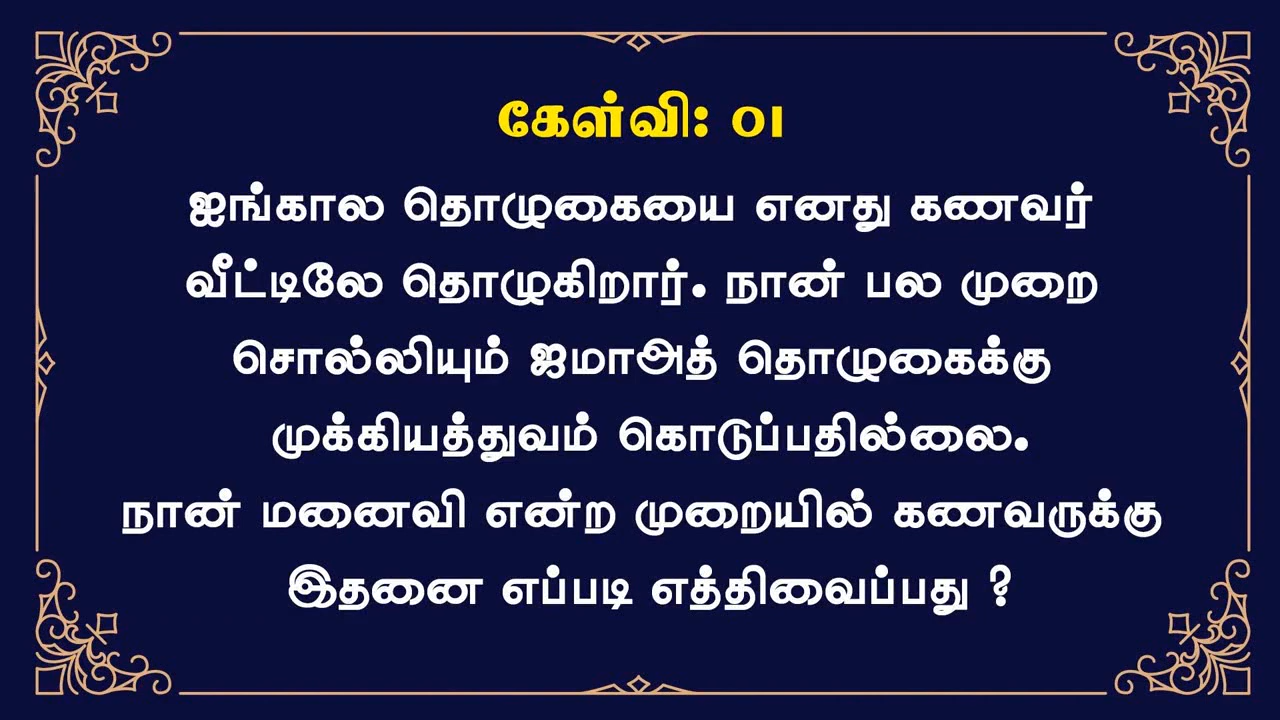 கேள்வி: 01
ஐங்கால தொழுகையை எனது கணவர்
வீட்டிலே தொழுகிறார். நான் பல முறை
சொல்லியும் ஜமாஅத் தொழுகைக்கு
முக்கியத்துவம் கொடுப்பதில்லை.
நான் மனைவி என்ற முறையில் கணவருக்கு
இதனை எப்படி எத்திவைப்பது ?